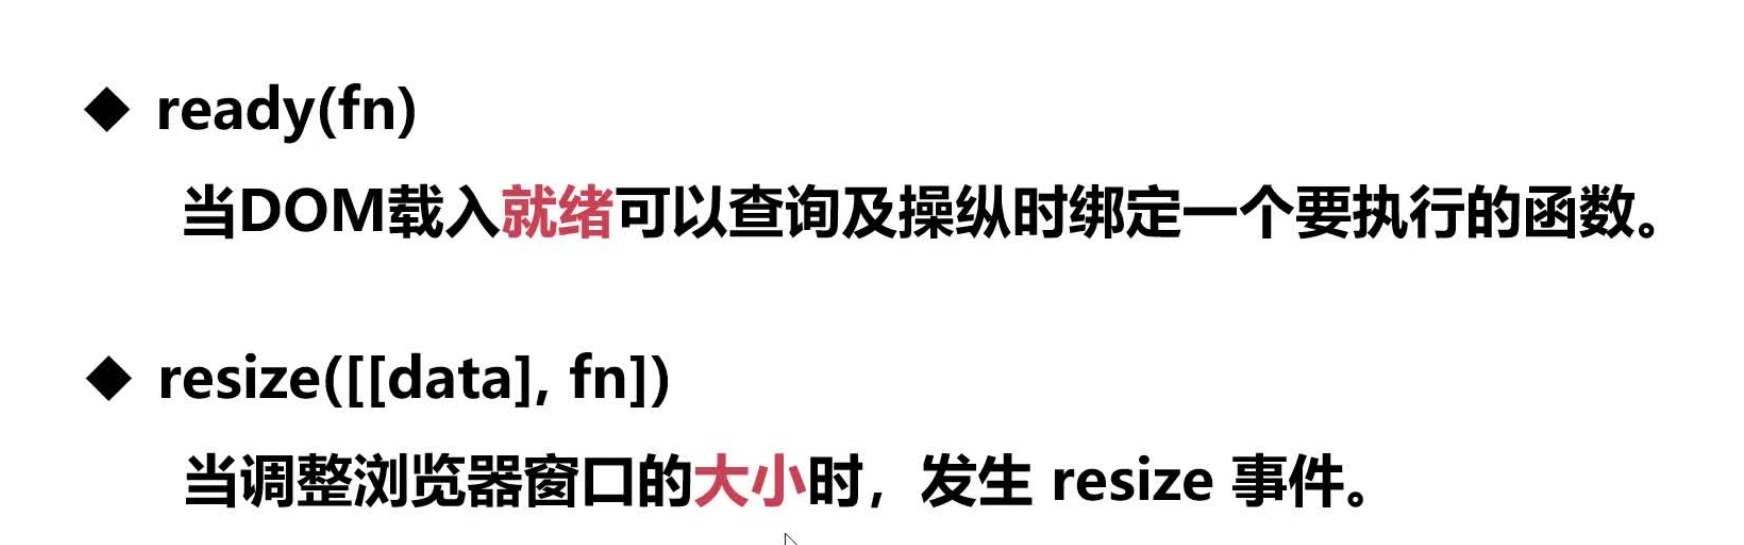 ◆ ready(fn)
当DOM载入就绪可以查询及操纵时绑定一个要执行的函数。
◆ resize([[data], fn])
当调整浏览器窗口的大小时，发生 resize 事件。